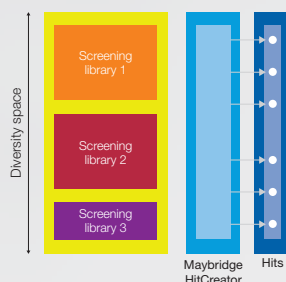 Diversity space
Screening
library 1
Screening
library 2
Screening
library 3
Maybridge
HitCreator
Hits